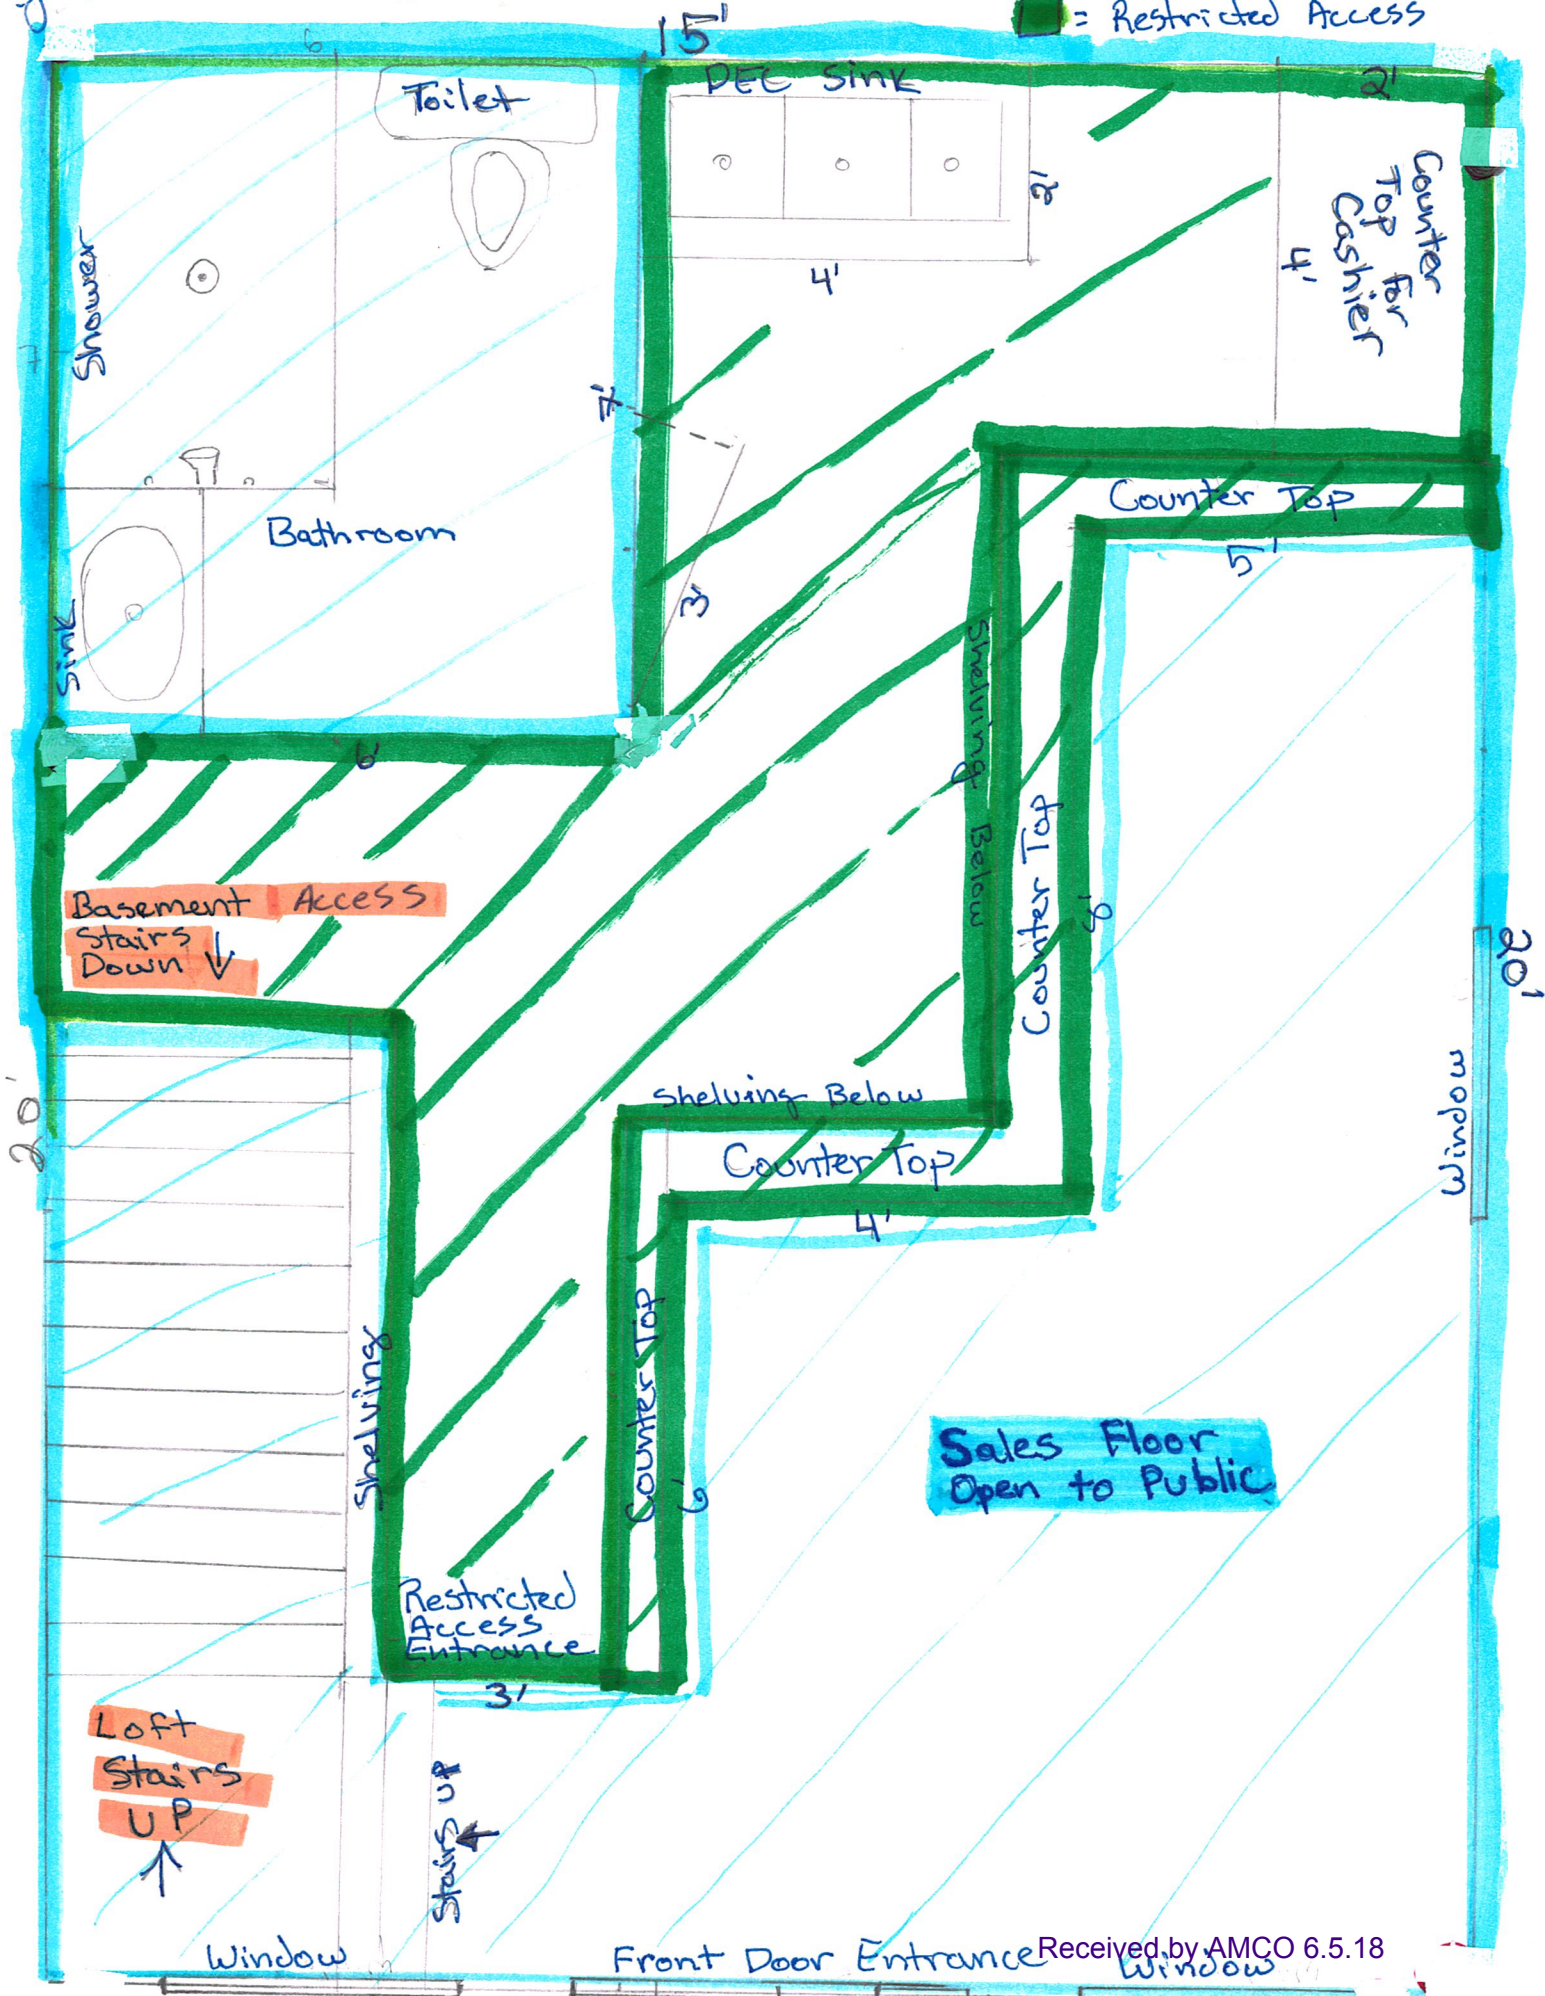 = Restricted Access
15'
6
Toilet
DEC Sink
2'
2'
4'
Counter
Top for
Cashier
4'
Shower
7'
7'
Bathroom
3'
Sink
Counter Top
5'
Shelving Below
Counter Top
8'
6'
Basement Access
Stairs
Down ↓
20'
20'
Window
Shelving Below
Counter Top
4'
Shelving
Counter Top
6'
Sales Floor
Open to Public
Restricted
Access
Entrance
3'
Loft
Stairs
UP
↑
Stairs up
←
Window
Front Door Entrance
Received by AMCO 6.5.18
Window